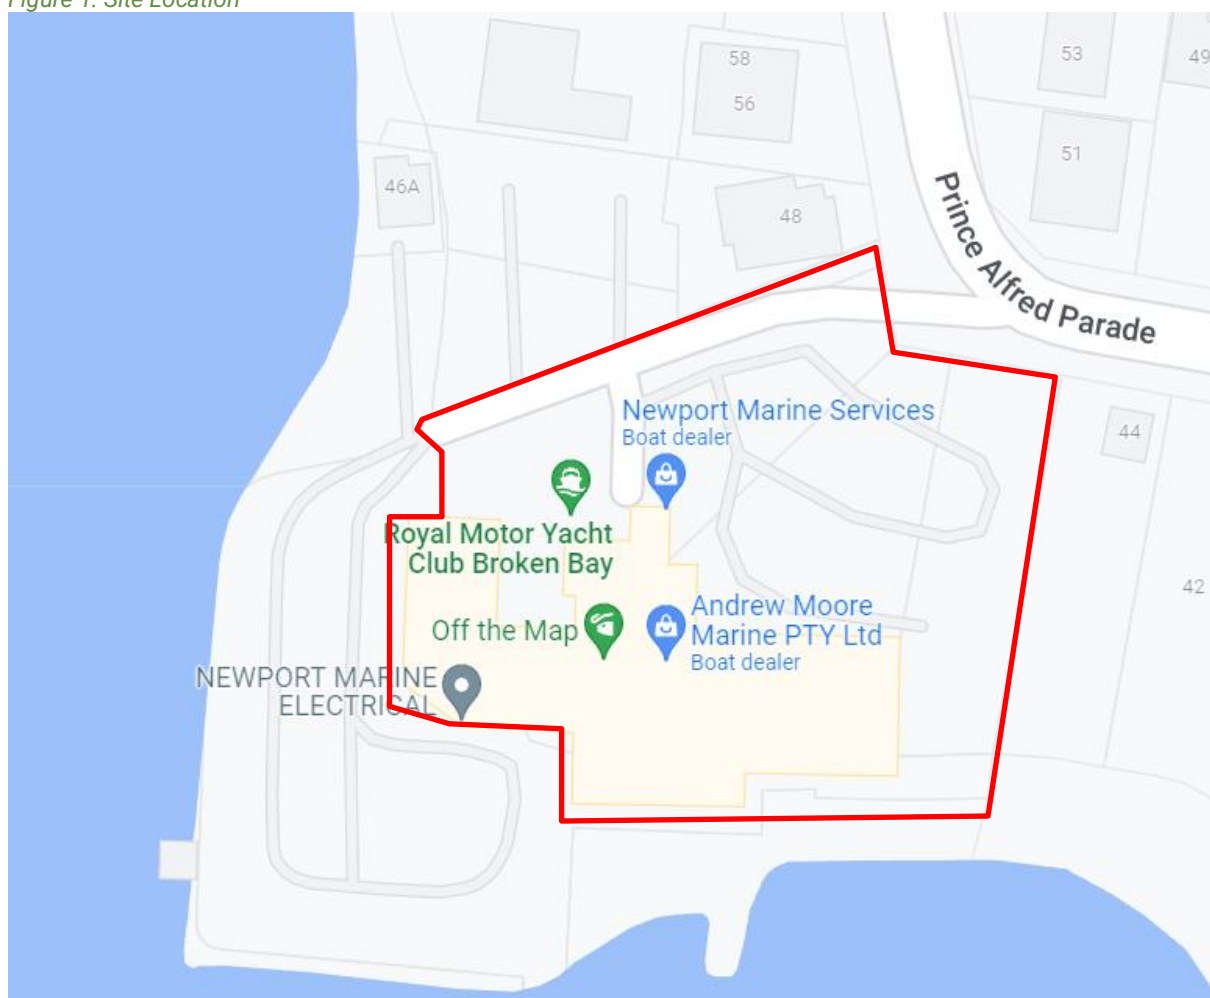 Figure 1: Site Location
58
53
49
56
51
46A
48
Prince Alfred Parade
Newport Marine Services
Boat dealer
44
Royal Motor Yacht
Club Broken Bay
42
Andrew Moore
Marine PTY Ltd
Boat dealer
Off the Map
NEWPORT MARINE
ELECTRICAL